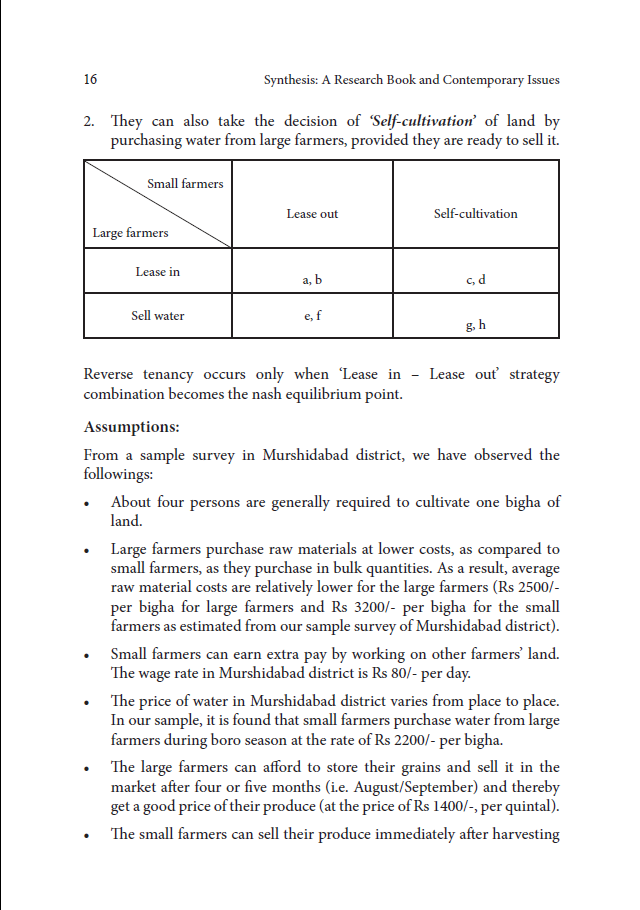 16
Synthesis: A Research Book and Contemporary Issues
2. They can also take the decision of ‘Self-cultivation’ of land by
purchasing water from large farmers, provided they are ready to sell it.
Small farmers
Large farmers
Lease out
Self-cultivation
Lease in
a, b
c, d
Sell water
e, f
g, h
Reverse tenancy occurs only when ‘Lease in – Lease out’ strategy
combination becomes the nash equilibrium point.
Assumptions:
From a sample survey in Murshidabad district, we have observed the
followings:
• About four persons are generally required to cultivate one bigha of
land.
• Large farmers purchase raw materials at lower costs, as compared to
small farmers, as they purchase in bulk quantities. As a result, average
raw material costs are relatively lower for the large farmers (Rs 2500/-
per bigha for large farmers and Rs 3200/- per bigha for the small
farmers as estimated from our sample survey of Murshidabad district).
• Small farmers can earn extra pay by working on other farmers’ land.
The wage rate in Murshidabad district is Rs 80/- per day.
• The price of water in Murshidabad district varies from place to place.
In our sample, it is found that small farmers purchase water from large
farmers during boro season at the rate of Rs 2200/- per bigha.
• The large farmers can afford to store their grains and sell it in the
market after four or five months (i.e. August/September) and thereby
get a good price of their produce (at the price of Rs 1400/-, per quintal).
• The small farmers can sell their produce immediately after harvesting